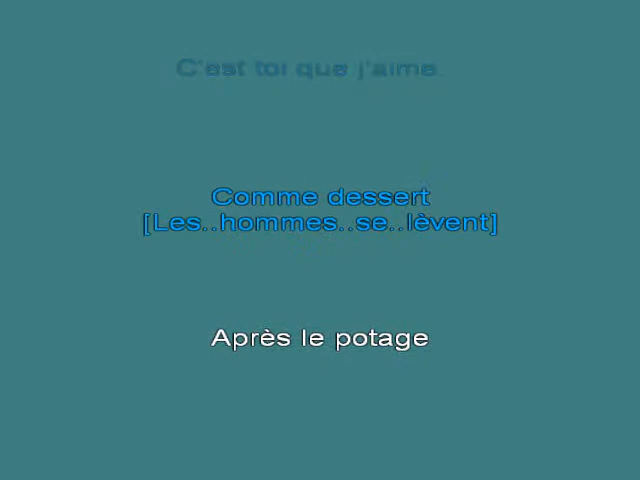 C'est toi que j'aime
Comme dessert
[Les..hommes..se..lèvent]
Après le potage